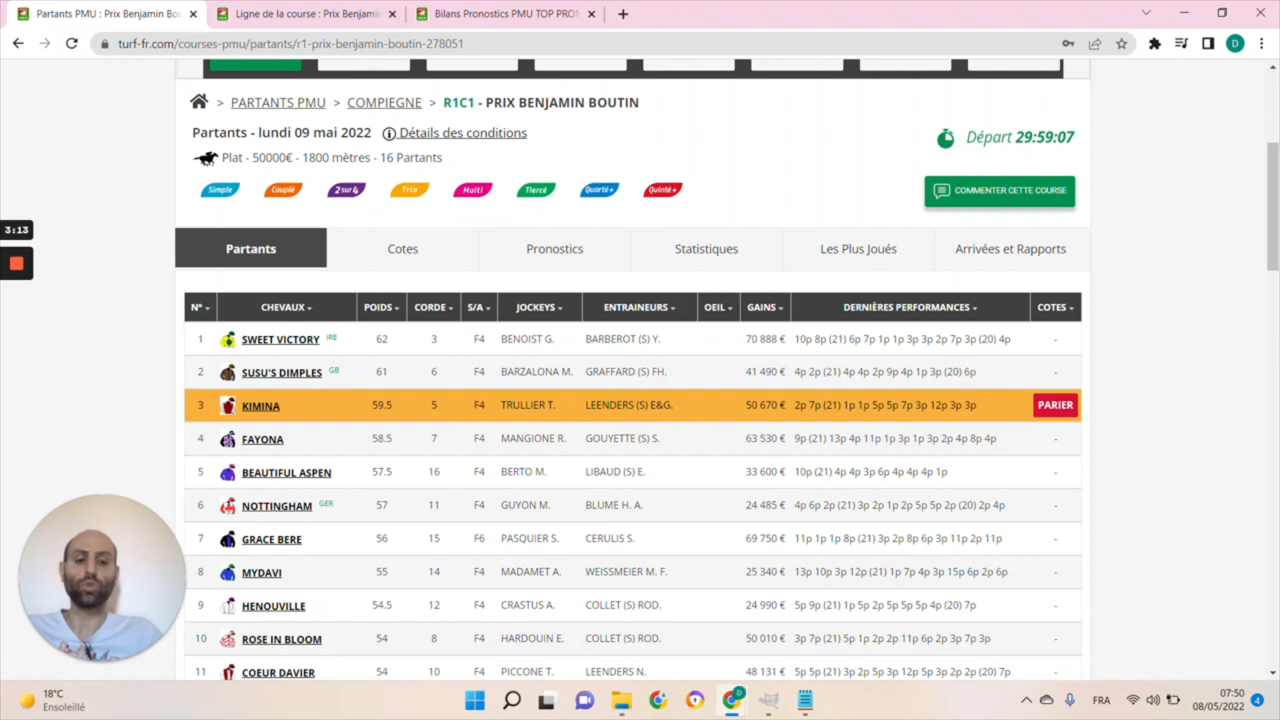 Partants PMU : Prix Benjamin Bou
Ligne de la course : Prix Benjamin
Bilans Pronostics PMU TOP PRON
turf-fr.com/courses-pmu/partants/r1-prix-benjamin-boutin-278051
D
> PARTANTS PMU > COMPIEGNE > R1C1 - PRIX BENJAMIN BOUTIN
Partants - lundi 09 mai 2022 Détails des conditions
Départ 29:59:07
Plat - 50000€ - 1800 mètres - 16 Partants
Simple Couplé 2sur4 Trio Multi Tiercé Quarté+ Quinté+
COMMENTER CETTE COURSE
3:13
Partants Cotes Pronostics Statistiques Les Plus Joués Arrivées et Rapports
N° CHEVAUX POIDS CORDE S/A JOCKEYS ENTRAINEURS OEIL GAINS DERNIÈRES PERFORMANCES COTES
1 SWEET VICTORY IRE 62 3 F4 BENOIST G. BARBEROT (S) Y. 70 888 € 10p 8p (21) 6p 7p 1p 1p 3p 3p 2p 7p 3p (20) 4p -
2 SUSU'S DIMPLES GB 61 6 F4 BARZALONA M. GRAFFARD (S) FH. 41 490 € 4p 2p (21) 4p 4p 2p 9p 4p 1p 3p (20) 6p -
3 KIMINA 59.5 5 F4 TRULLIER T. LEENDERS (S) E&G. 50 670 € 2p 7p (21) 1p 1p 5p 5p 7p 3p 12p 3p 3p PARIER
4 FAYONA 58.5 7 F4 MANGIONE R. GOUYETTE (S) S. 63 530 € 9p (21) 13p 4p 11p 1p 3p 1p 3p 2p 4p 8p 4p -
5 BEAUTIFUL ASPEN 57.5 16 F4 BERTO M. LIBAUD (S) E. 33 600 € 10p (21) 4p 4p 3p 6p 4p 4p 4p 1p -
6 NOTTINGHAM GER 57 11 F4 GUYON M. BLUME H. A. 24 485 € 4p 6p 2p (21) 3p 2p 1p 2p 5p 5p 2p (20) 2p 4p -
7 GRACE BERE 56 15 F6 PASQUIER S. CERULIS S. 69 750 € 11p 1p 1p 8p (21) 3p 2p 8p 6p 3p 11p 2p 11p -
8 MYDAVI 55 14 F4 MADAMET A. WEISSMEIER M. F. 25 340 € 13p 10p 3p 12p (21) 1p 7p 4p 3p 15p 6p 2p 6p -
9 HENOUVILLE 54.5 12 F4 CRASTUS A. COLLET (S) ROD. 24 990 € 5p 9p (21) 1p 5p 2p 5p 5p 5p 4p (20) 7p -
10 ROSE IN BLOOM 54 8 F4 HARDOUIN E. COLLET (S) ROD. 50 010 € 3p 7p (21) 5p 1p 2p 2p 11p 6p 2p 3p 7p 3p -
11 COEUR DAVIER 54 10 F4 PICCONE T. LEENDERS N. 48 131 € 5p 5p (21) 3p 2p 5p 3p 12p 5p 3p 2p 2p (20) 7p -
18°C
Ensoleillé
D
FRA
07:50
08/05/2022
4